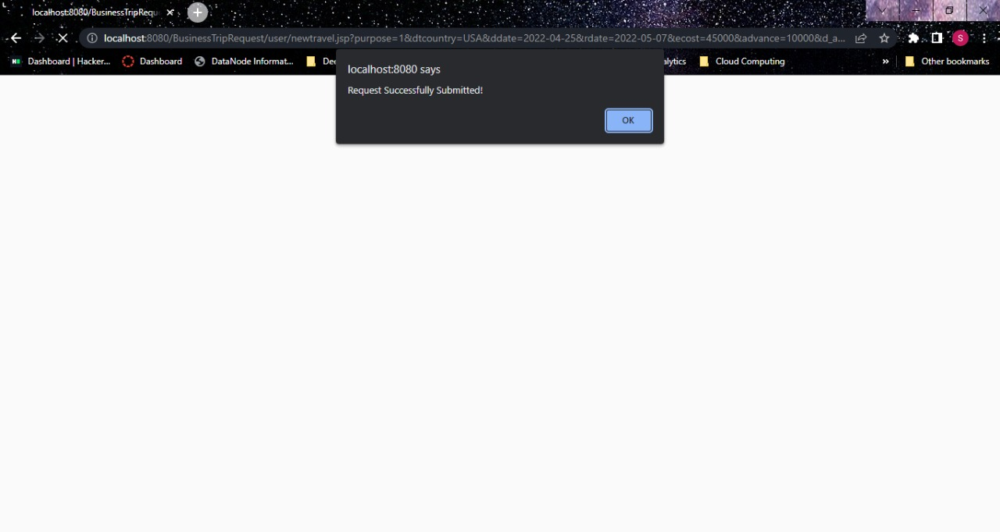 localhost:8080/BusinessTripRequ
localhost:8080/BusinessTripRequest/user/newtravel.jsp?purpose=1&dtcountry=USA&ddate=2022-04-25&rdate=2022-05-07&ecost=45000&advance=10000&d_a...
S
Dashboard | Hacker... Dashboard DataNode Informat... Dee alytics Cloud Computing » Other bookmarks
localhost:8080 says
Request Successfully Submitted!
OK